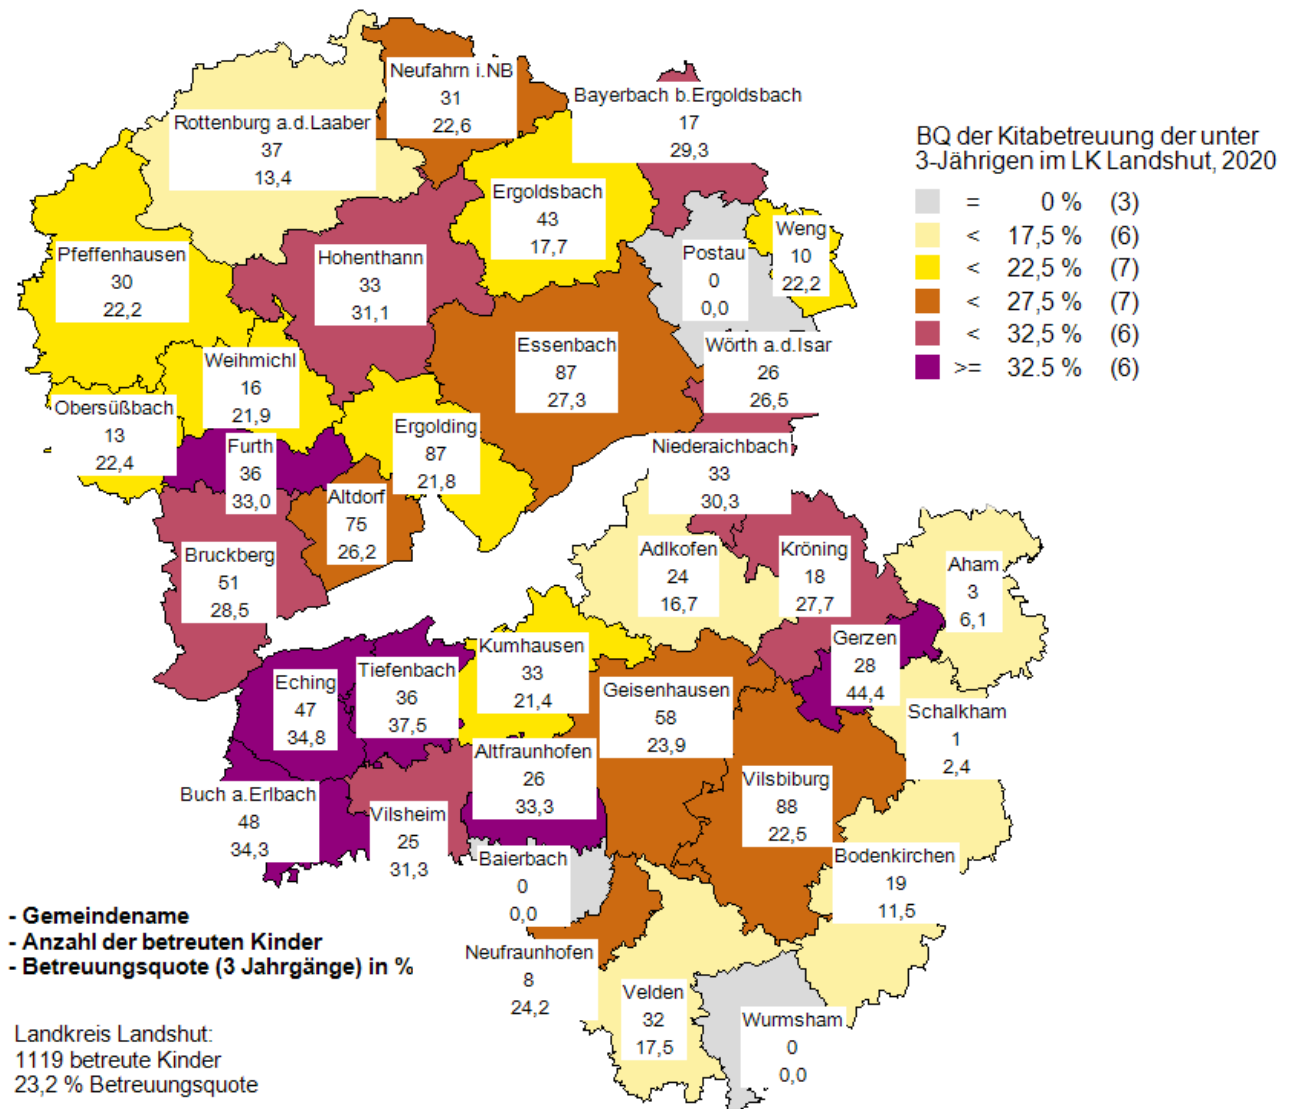 Neufahrn i.NB
31
22,6
Bayerbach b.Ergoldsbach
17
29,3
Rottenburg a.d.Laaber
37
13,4
BQ der Kitabetreuung der unter
3-Jährigen im LK Landshut, 2020
= 0 % (3)
< 17,5 % (6)
< 22,5 % (7)
< 27,5 % (7)
< 32,5 % (6)
>= 32.5 % (6)
Ergoldsbach
43
17,7
Weng
10
22,2
Pfeffenhausen
30
22,2
Hohenthann
33
31,1
Postau
0
0,0
Essenbach
87
27,3
Wörth a.d.Isar
26
26,5
Weihmichl
16
21,9
Obersüßbach
13
22,4
Ergolding
87
21,8
Furth
36
33,0
Niederaichbach
33
30,3
Altdorf
75
26,2
Bruckberg
51
28,5
Adlkofen
24
16,7
Kröning
18
27,7
Aham
3
6,1
Gerzen
28
44,4
Kumhausen
33
21,4
Tiefenbach
36
37,5
Eching
47
34,8
Geisenhausen
58
23,9
Schalkham
1
2,4
Altfraunhofen
26
33,3
Vilsbiburg
88
22,5
Buch a.Erlbach
48
34,3
Vilsheim
25
31,3
Baierbach
0
0,0
Bodenkirchen
19
11,5
- Gemeindename
- Anzahl der betreuten Kinder
- Betreuungsquote (3 Jahrgänge) in %
Neufraunhofen
8
24,2
Velden
32
17,5
Wurmsham
0
0,0
Landkreis Landshut:
1119 betreute Kinder
23,2 % Betreuungsquote